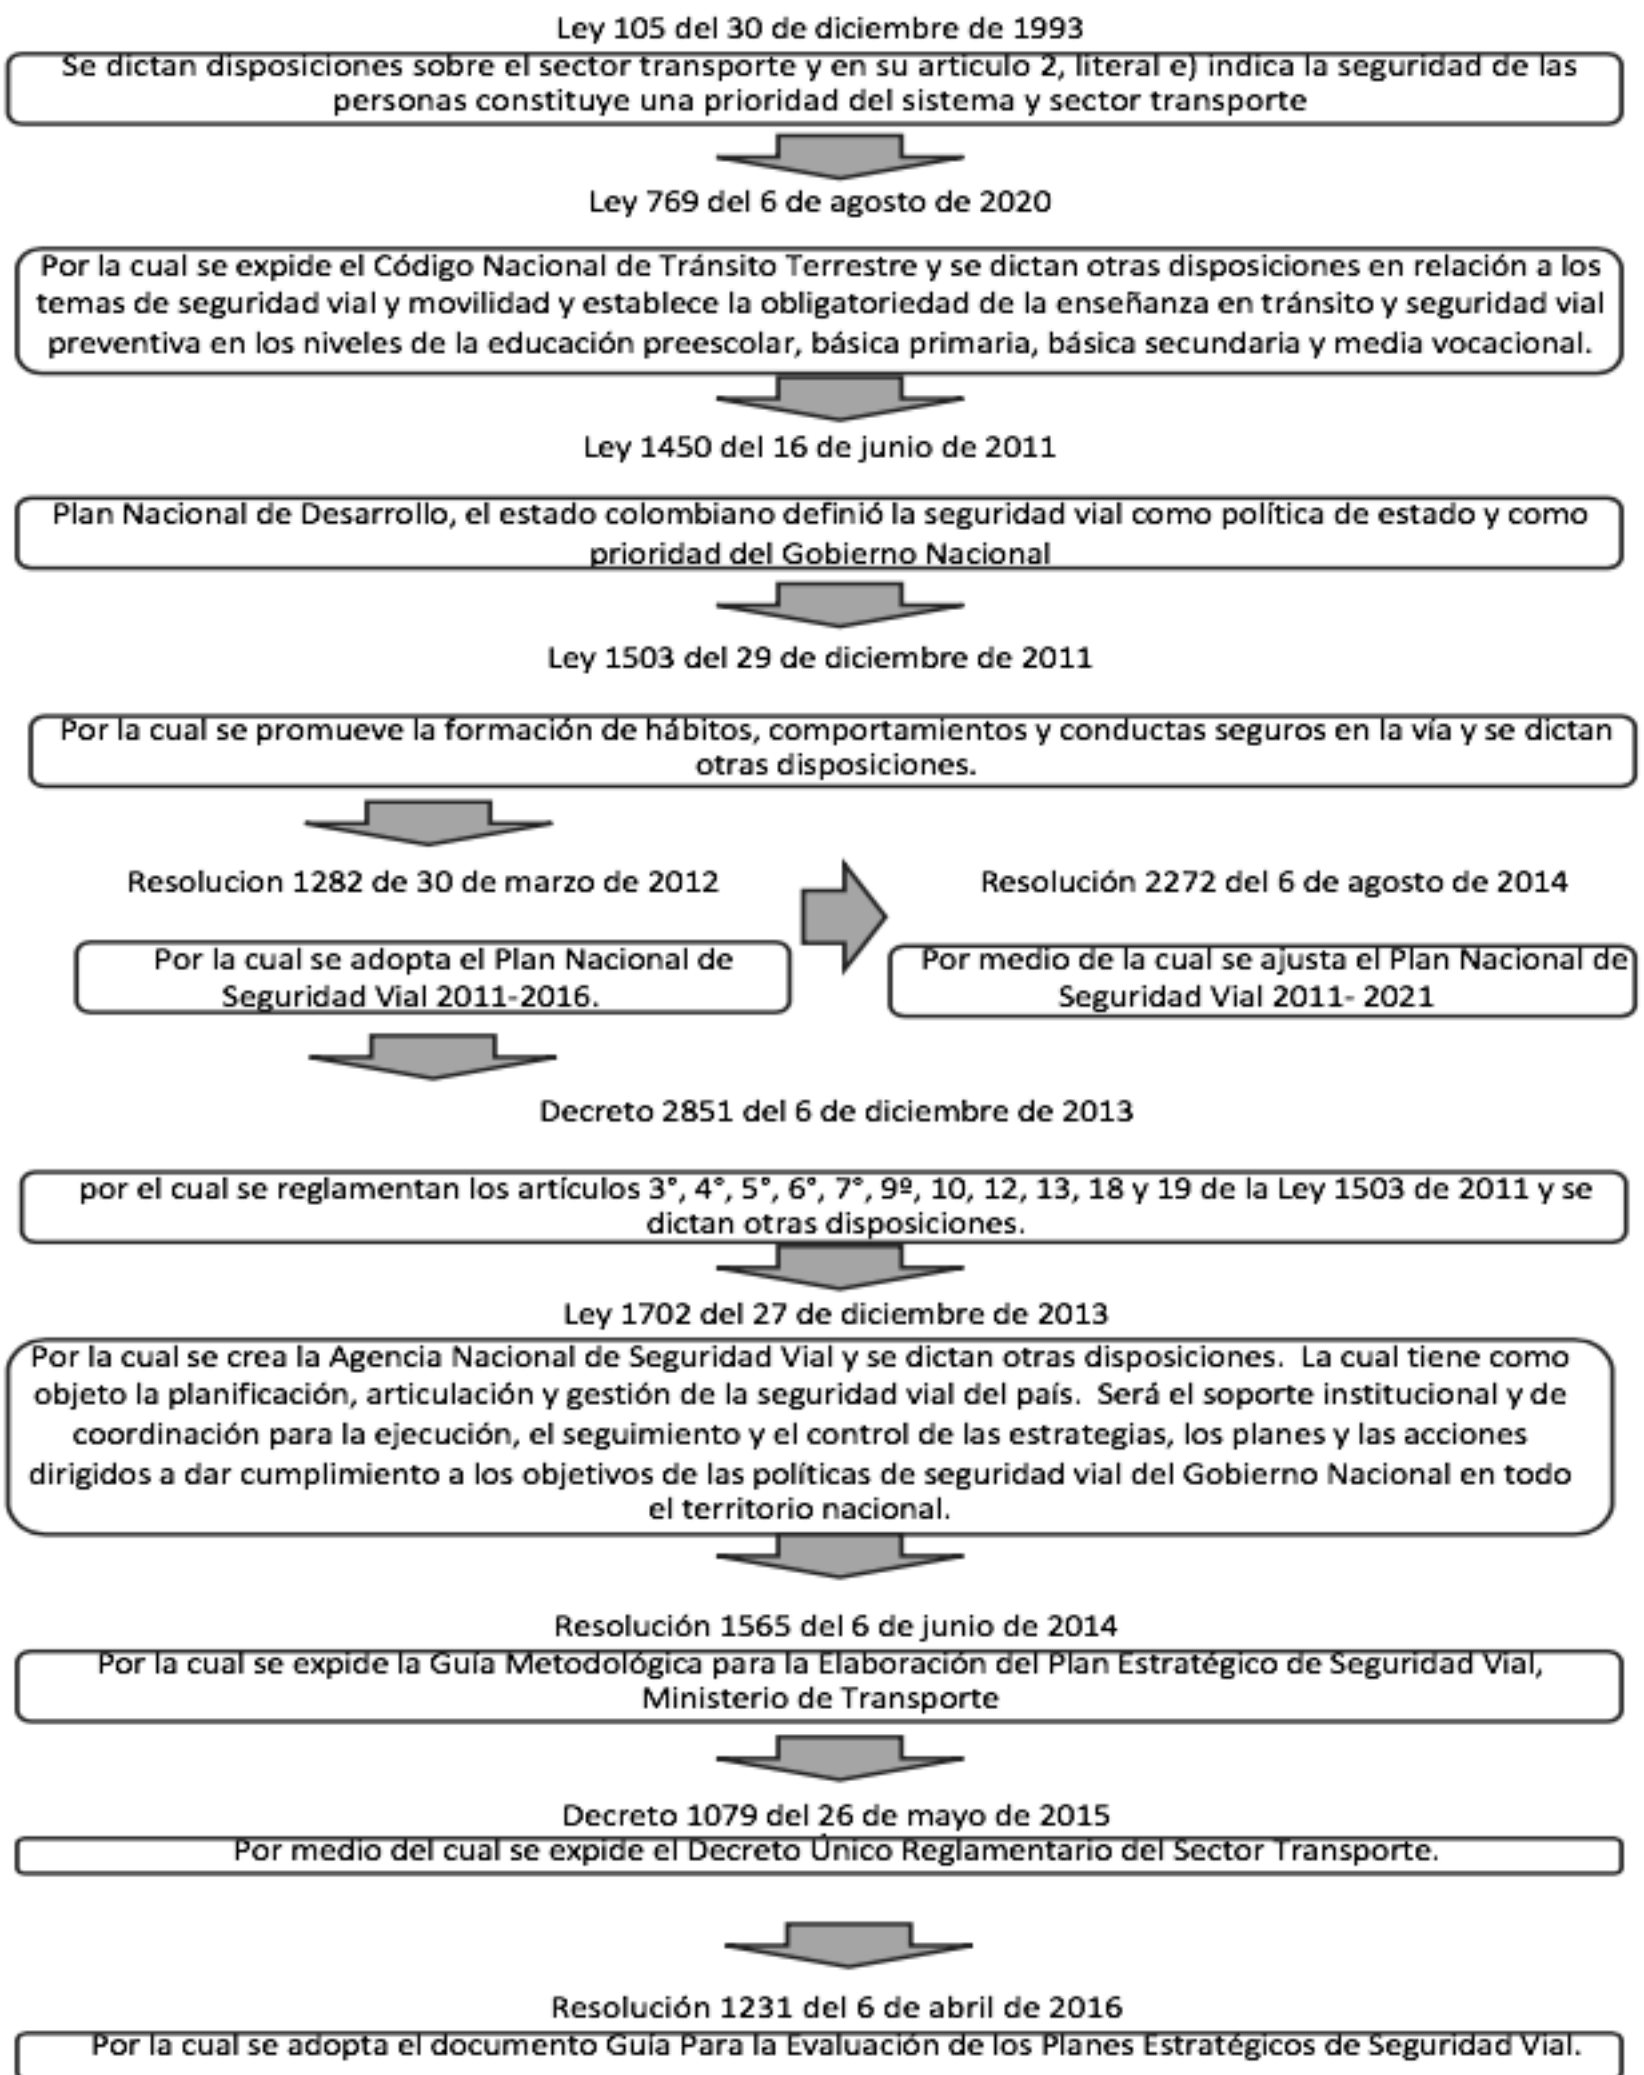 Ley 105 del 30 de diciembre de 1993
Se dictan disposiciones sobre el sector transporte y en su articulo 2, literal e) indica la seguridad de las
personas constituye una prioridad del sistema y sector transporte
Ley 769 del 6 de agosto de 2020
Por la cual se expide el Código Nacional de Tránsito Terrestre y se dictan otras disposiciones en relación a los
temas de seguridad vial y movilidad y establece la obligatoriedad de la enseñanza en tránsito y seguridad vial
preventiva en los niveles de la educación preescolar, básica primaria, básica secundaria y media vocacional.
Ley 1450 del 16 de junio de 2011
Plan Nacional de Desarrollo, el estado colombiano definió la seguridad vial como política de estado y como
prioridad del Gobierno Nacional
Ley 1503 del 29 de diciembre de 2011
Por la cual se promueve la formación de hábitos, comportamientos y conductas seguros en la vía y se dictan
otras disposiciones.
Resolucion 1282 de 30 de marzo de 2012
Por la cual se adopta el Plan Nacional de
Seguridad Vial 2011-2016.
Resolución 2272 del 6 de agosto de 2014
Por medio de la cual se ajusta el Plan Nacional de
Seguridad Vial 2011- 2021
Decreto 2851 del 6 de diciembre de 2013
por el cual se reglamentan los artículos 3°, 4°, 5°, 6°, 7°, 9º, 10, 12, 13, 18 y 19 de la Ley 1503 de 2011 y se
dictan otras disposiciones.
Ley 1702 del 27 de diciembre de 2013
Por la cual se crea la Agencia Nacional de Seguridad Vial y se dictan otras disposiciones.  La cual tiene como
objeto la planificación, articulación y gestión de la seguridad vial del país.  Será el soporte institucional y de
coordinación para la ejecución, el seguimiento y el control de las estrategias, los planes y las acciones
dirigidos a dar cumplimiento a los objetivos de las políticas de seguridad vial del Gobierno Nacional en todo
el territorio nacional.
Resolución 1565 del 6 de junio de 2014
Por la cual se expide la Guía Metodológica para la Elaboración del Plan Estratégico de Seguridad Vial,
Ministerio de Transporte
Decreto 1079 del 26 de mayo de 2015
Por medio del cual se expide el Decreto Único Reglamentario del Sector Transporte.
Resolución 1231 del 6 de abril de 2016
Por la cual se adopta el documento Guía Para la Evaluación de los Planes Estratégicos de Seguridad Vial.